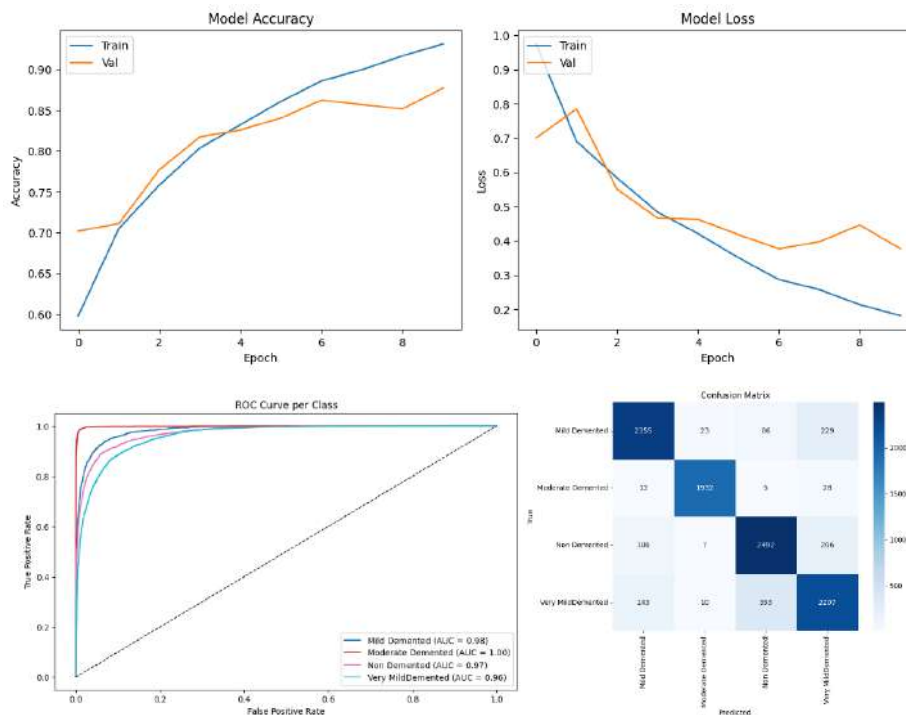 Model Accuracy
Train
Val
0.90
0.85
0.80
0.75
0.70
0.65
0.60
Accuracy
0 2 4 6 8
Epoch
Model Loss
Train
Val
1.0
0.9
0.8
0.7
0.6
0.5
0.4
0.3
0.2
Loss
0 2 4 6 8
Epoch
ROC Curve per Class
1.0
0.8
0.6
0.4
0.2
0.0
True Positive Rate
Mild Demented (AUC = 0.98)
Moderate Demented (AUC = 1.00)
Non Demented (AUC = 0.97)
Very MildDemented (AUC = 0.96)
0.0 0.2 0.4 0.6 0.8 1.0
False Positive Rate
Confusion Matrix
True
Mild Demented 23 229
Moderate Demented 12 1932 28
Non Demented 7
Very MildDemented 10
Mild Demented
Moderate Demented
Non Demented
Very MildDemented
Predicted
2000
1500
1000
500